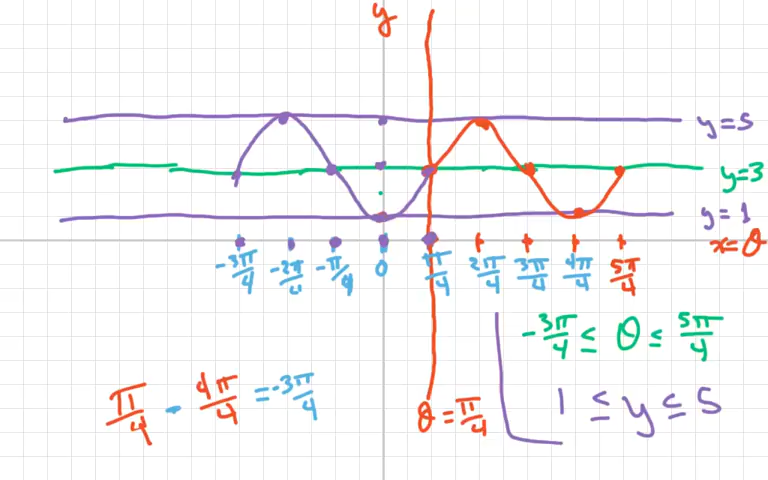 y
y=5
y=3
y=1
x=θ
-3π/4 -2π/4 -π/4 0 1π/4 2π/4 3π/4 4π/4 5π/4
-3π/4 ≤ θ ≤ 5π/4
π/4 - 4π/4 = -3π/4
θ = π/4
1 ≤ y ≤ 5